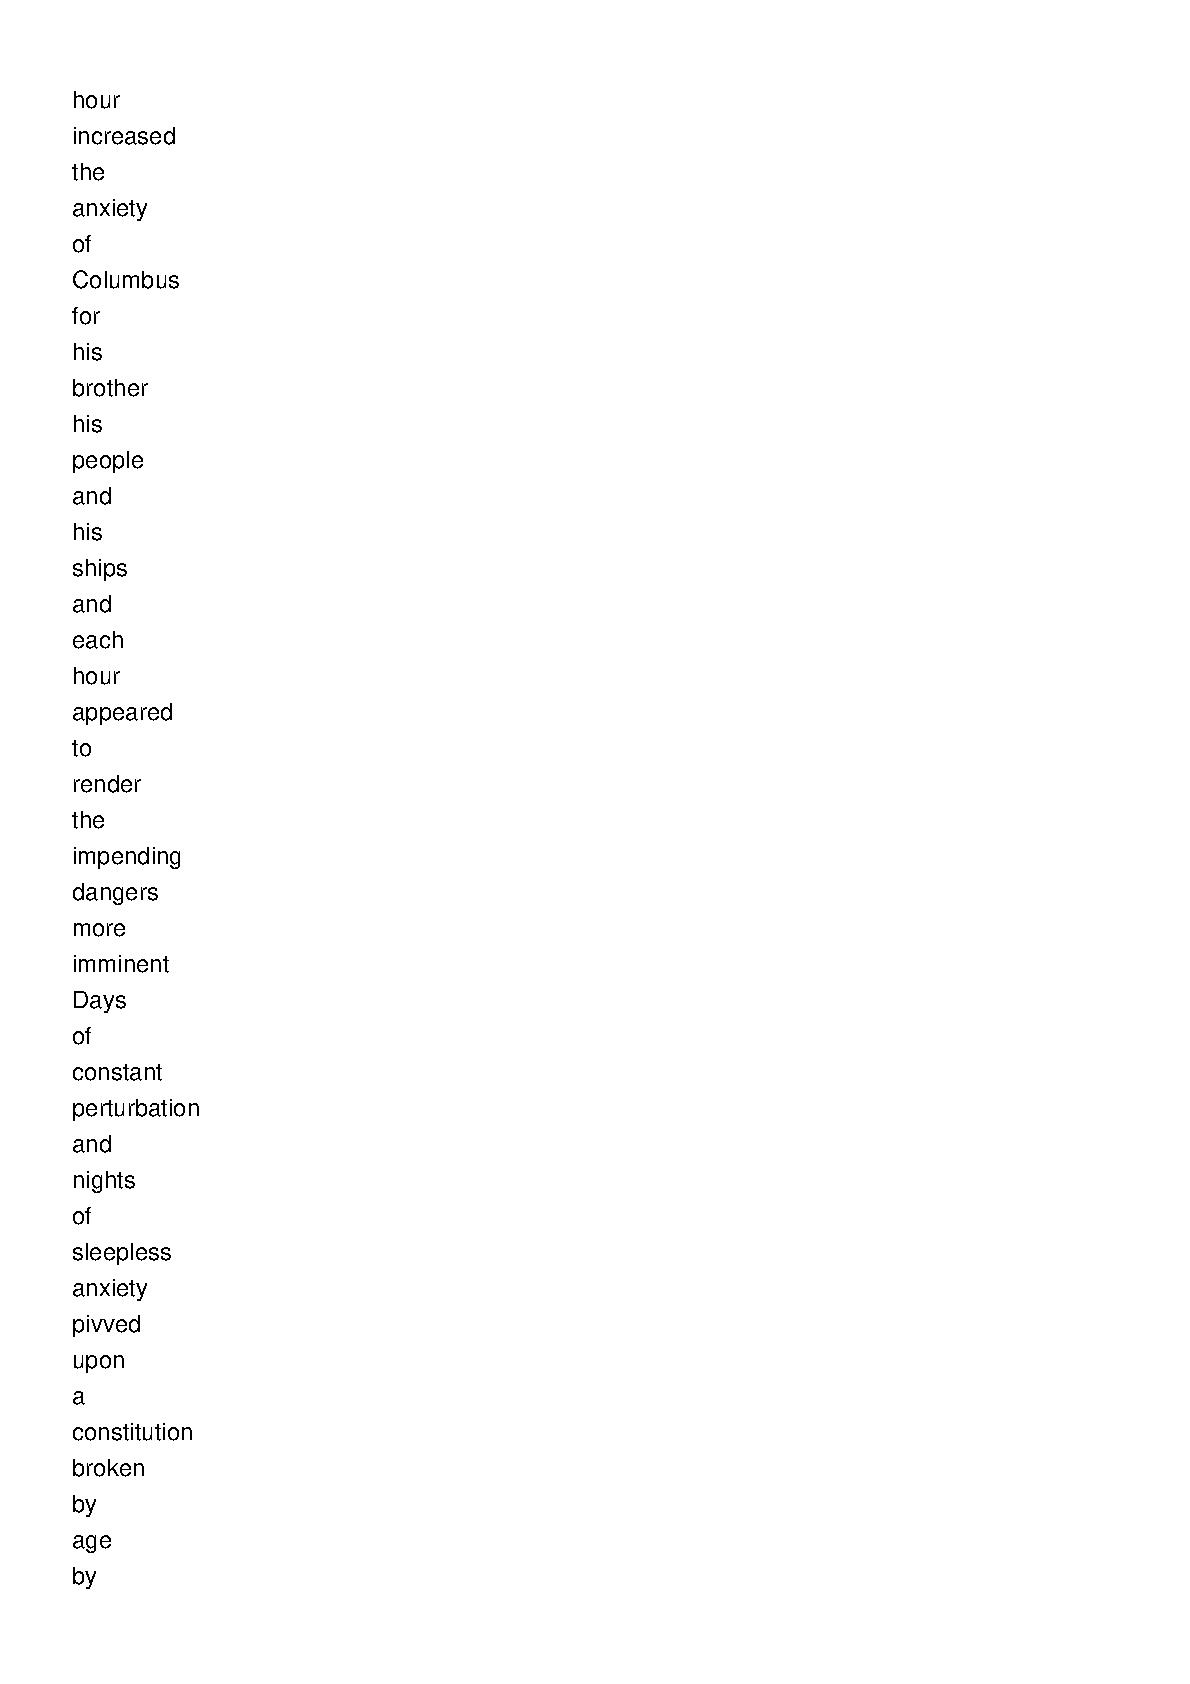 hour
increased
the
anxiety
of
Columbus
for
his
brother
his
people
and
his
ships
and
each
hour
appeared
to
render
the
impending
dangers
more
imminent
Days
of
constant
perturbation
and
nights
of
sleepless
anxiety
pivved
upon
a
constitution
broken
by
age
by